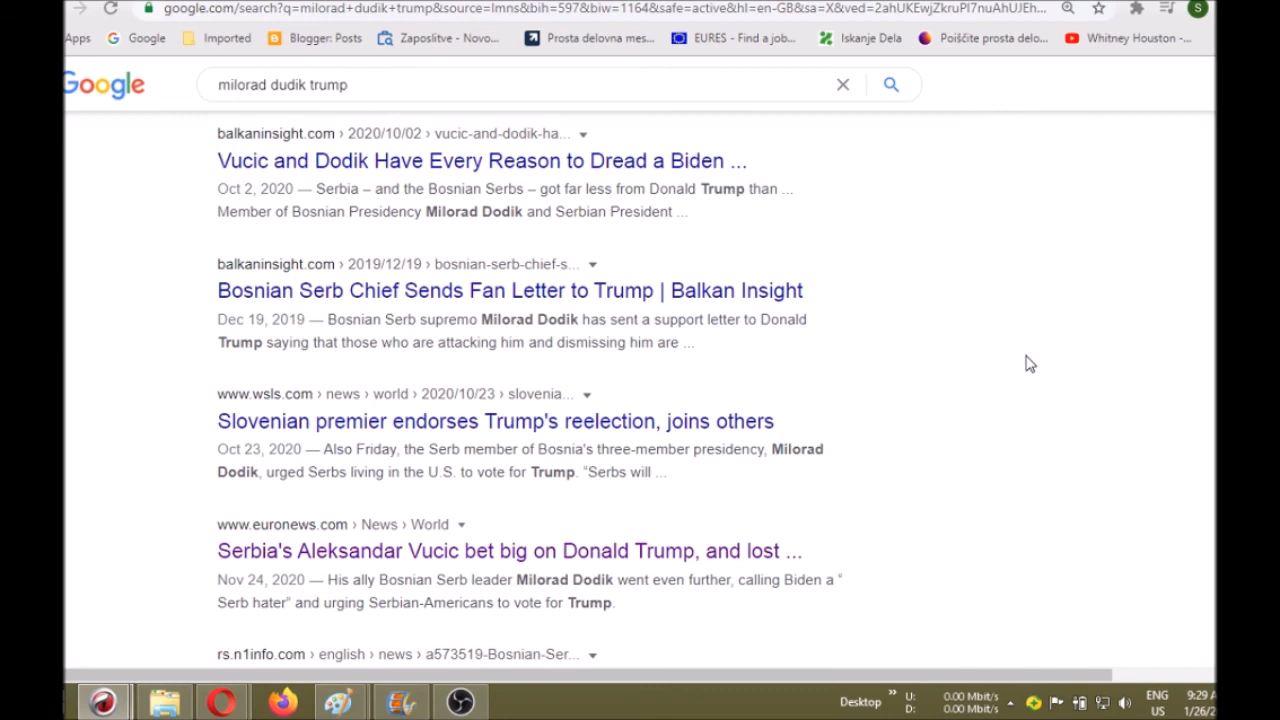 google.com/search?q=milorad+dudik+trump&source=lmns&bih=597&biw=1164&safe=active&hl=en-GB&sa=X&ved=2ahUKEwjZkruPl7nuAhUJEh... S
Apps Google Imported Blogger: Posts Zaposlitve - Novo... Prosta delovna mes... EURES - Find a job... Iskanje Dela Poiščite prosta delo... Whitney Houston -...
Google milorad dudik trump
balkaninsight.com › 2020/10/02 › vucic-and-dodik-ha...
Vucic and Dodik Have Every Reason to Dread a Biden ...
Oct 2, 2020 — Serbia – and the Bosnian Serbs – got far less from Donald Trump than ...
Member of Bosnian Presidency Milorad Dodik and Serbian President ...
balkaninsight.com › 2019/12/19 › bosnian-serb-chief-s...
Bosnian Serb Chief Sends Fan Letter to Trump | Balkan Insight
Dec 19, 2019 — Bosnian Serb supremo Milorad Dodik has sent a support letter to Donald
Trump saying that those who are attacking him and dismissing him are ...
www.wsls.com › news › world › 2020/10/23 › slovenia...
Slovenian premier endorses Trump's reelection, joins others
Oct 23, 2020 — Also Friday, the Serb member of Bosnia's three-member presidency, Milorad
Dodik, urged Serbs living in the U.S. to vote for Trump. “Serbs will ...
www.euronews.com › News › World
Serbia's Aleksandar Vucic bet big on Donald Trump, and lost ...
Nov 24, 2020 — His ally Bosnian Serb leader Milorad Dodik went even further, calling Biden a “
Serb hater” and urging Serbian-Americans to vote for Trump.
rs.n1info.com › english › news › a573519-Bosnian-Ser...
Desktop » U: 0.00 Mbit/s ENG 9:29
D: 0.00 Mbit/s US 1/26/2